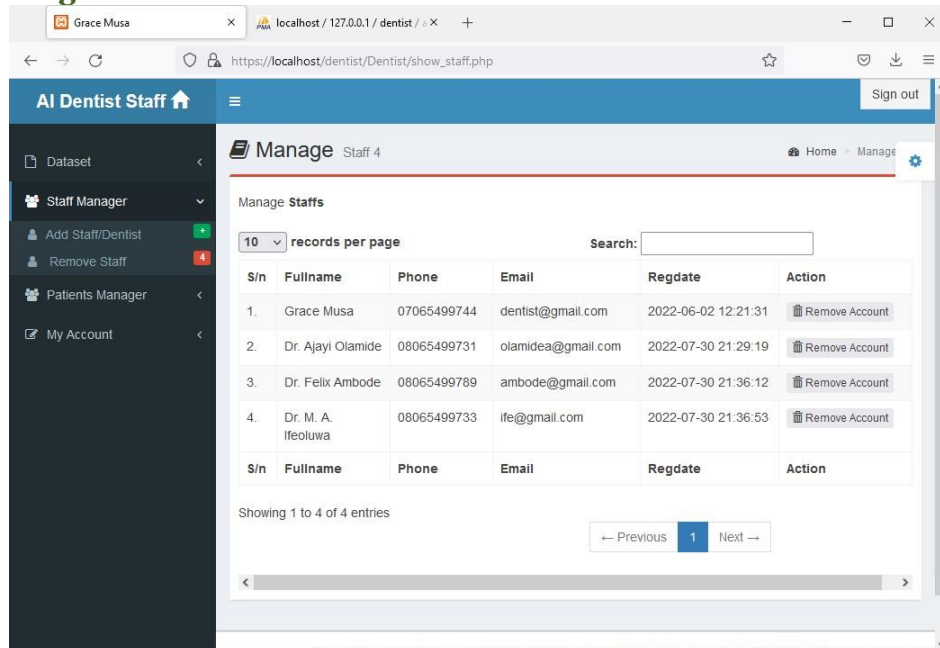 Grace Musa × localhost / 127.0.0.1 / dentist / × +
https://localhost/dentist/Dentist/show_staff.php
AI Dentist Staff
Sign out
Manage Staff 4
Home > Manage
Dataset
Staff Manager
Add Staff/Dentist +
Remove Staff 4
Patients Manager
My Account
Manage Staffs
10 records per page Search:
S/n Fullname Phone Email Regdate Action
1. Grace Musa 07065499744 dentist@gmail.com 2022-06-02 12:21:31 Remove Account
2. Dr. Ajayi Olamide 08065499731 olamidea@gmail.com 2022-07-30 21:29:19 Remove Account
3. Dr. Felix Ambode 08065499789 ambode@gmail.com 2022-07-30 21:36:12 Remove Account
4. Dr. M. A. 08065499733 ife@gmail.com 2022-07-30 21:36:53 Remove Account
Ifeoluwa
S/n Fullname Phone Email Regdate Action
Showing 1 to 4 of 4 entries
← Previous 1 Next →